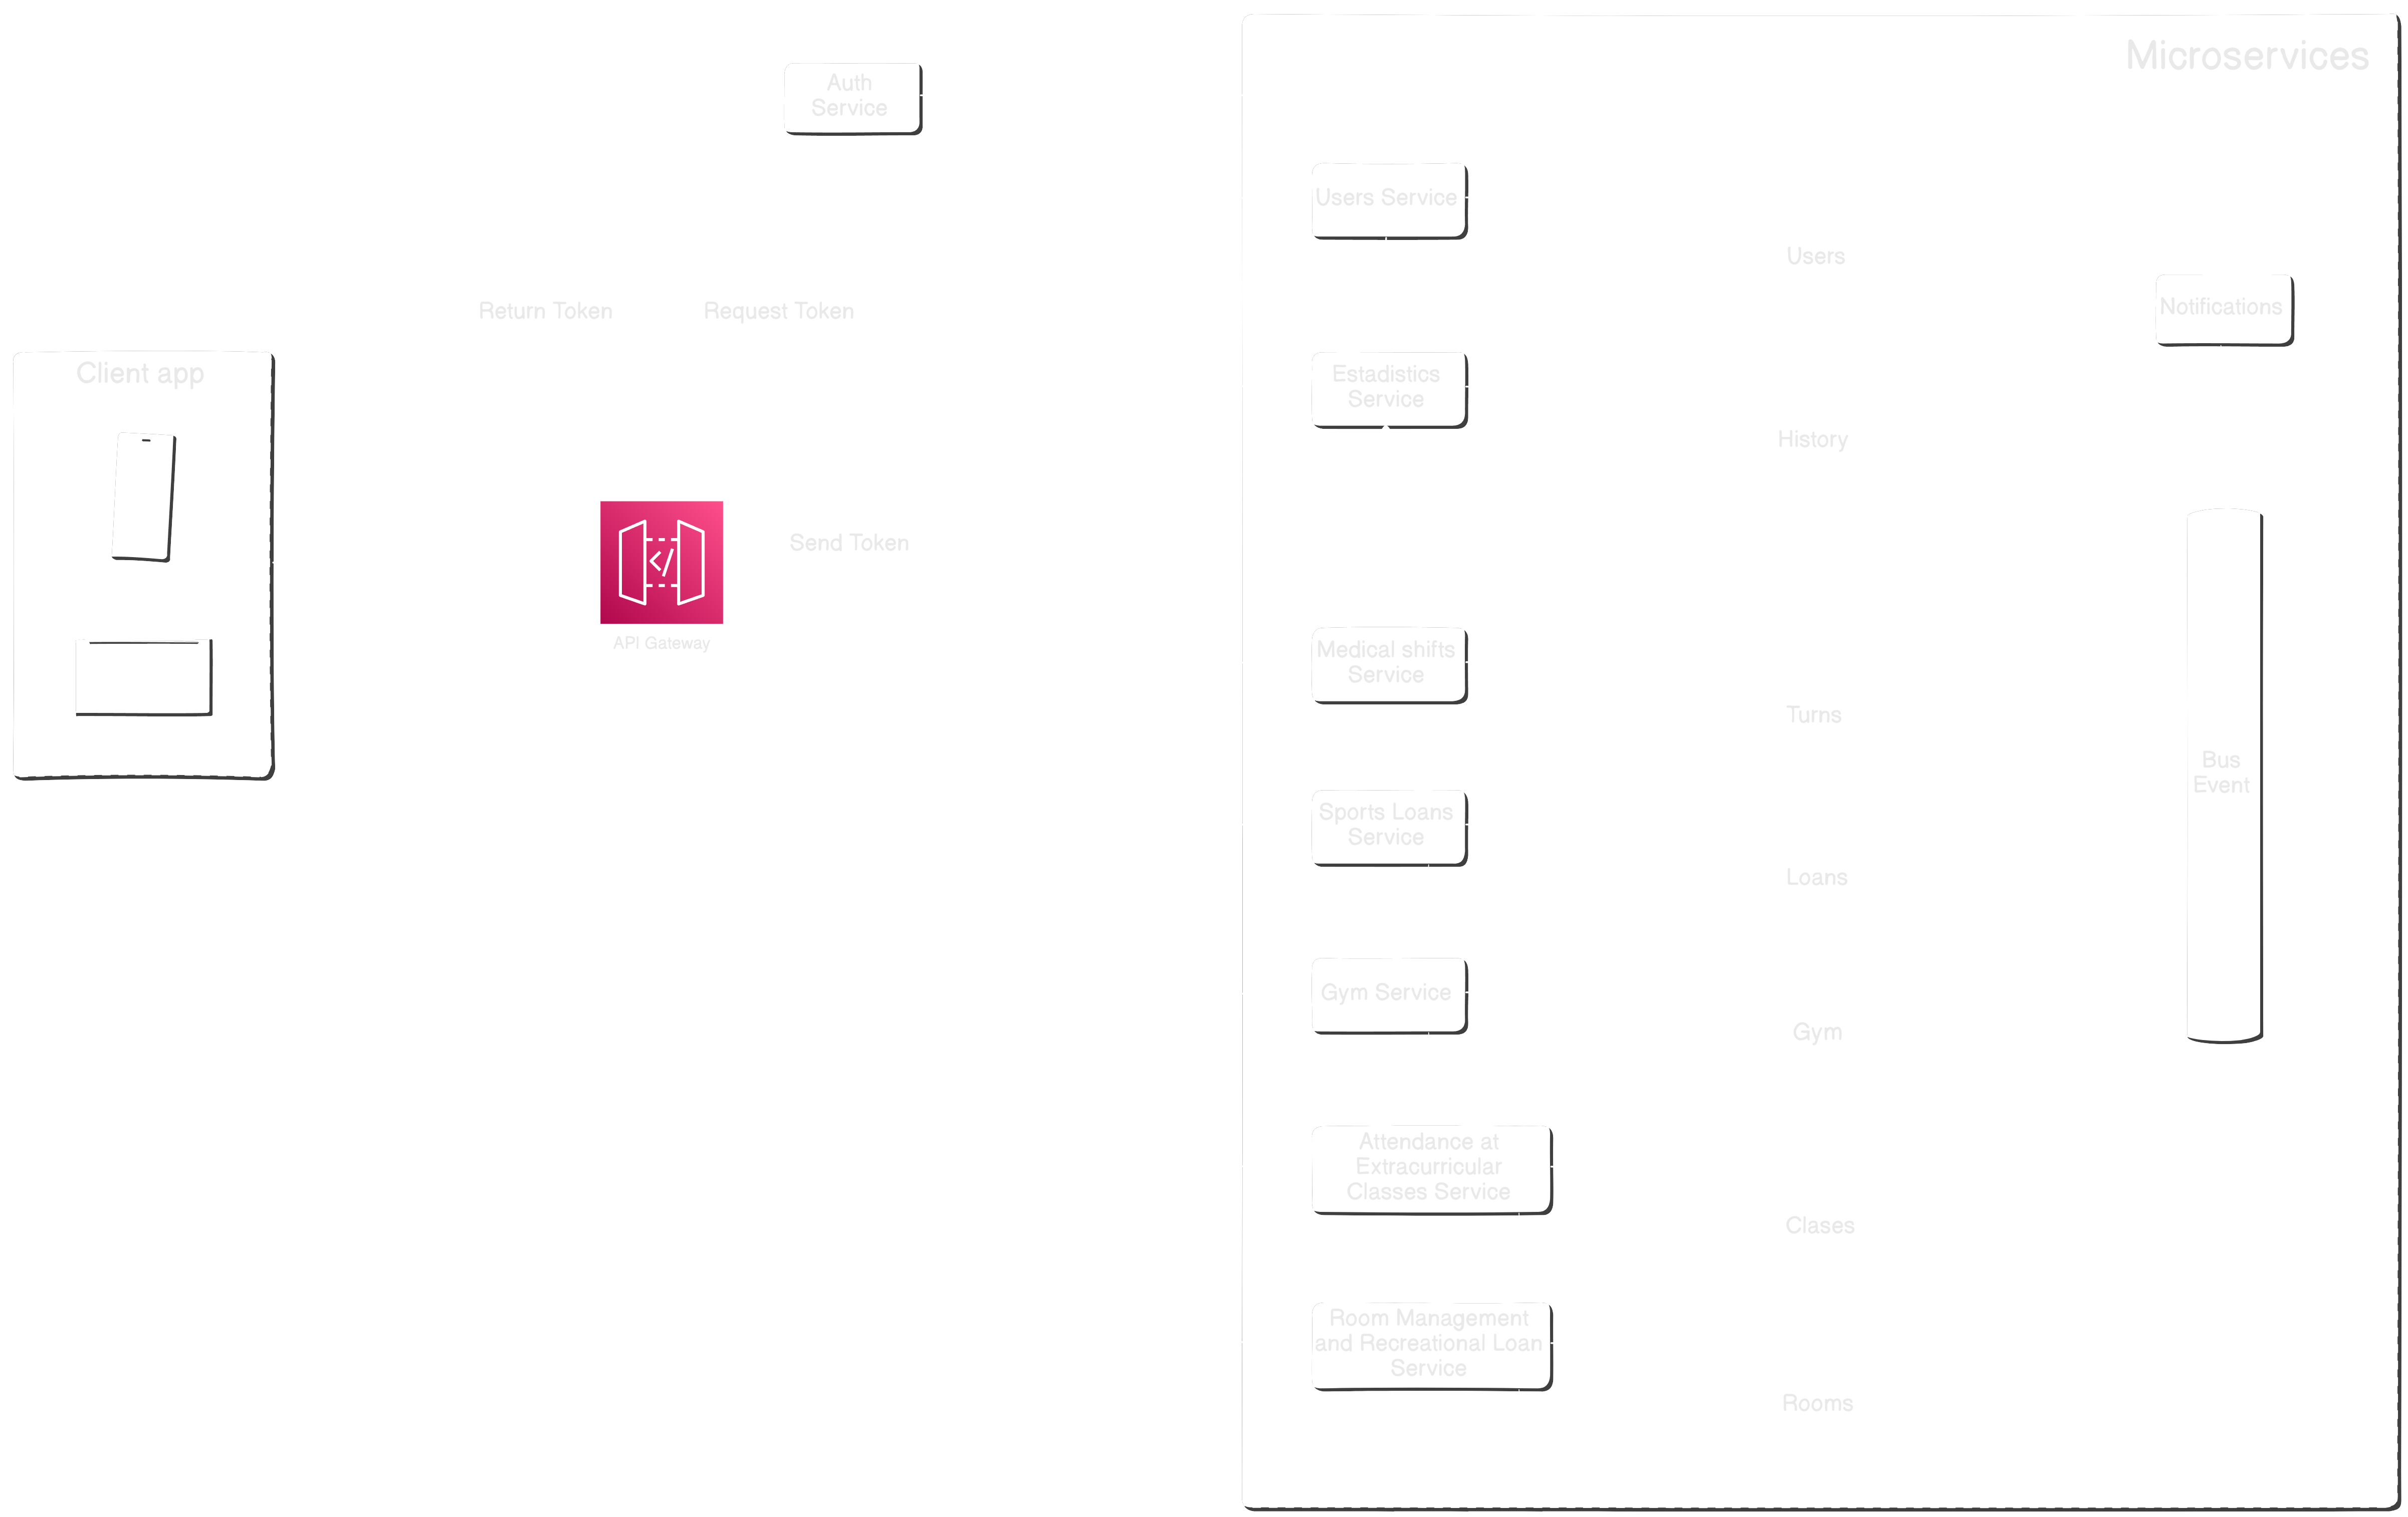 Microservices
Auth
Service
Users Service
Users
Return Token
Request Token
Notifications
Client app
Estadistics
Service
History
Send Token
API Gateway
Medical shifts
Service
Turns
Bus
Event
Sports Loans
Service
Loans
Gym Service
Gym
Attendance at
Extracurricular
Classes Service
Clases
Room Management
and Recreational Loan
Service
Rooms